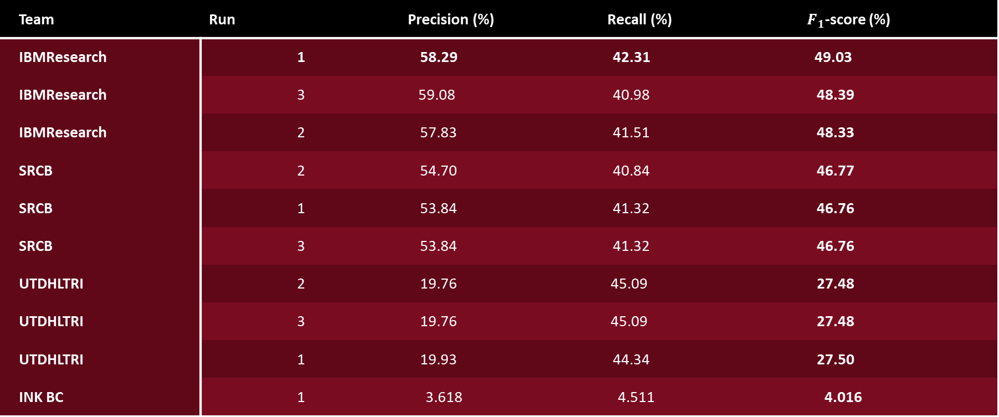 Team Run Precision (%) Recall (%) F1-score (%)
IBMResearch 1 58.29 42.31 49.03
IBMResearch 3 59.08 40.98 48.39
IBMResearch 2 57.83 41.51 48.33
SRCB 2 54.70 40.84 46.77
SRCB 1 53.84 41.32 46.76
SRCB 3 53.84 41.32 46.76
UTDHLTRI 2 19.76 45.09 27.48
UTDHLTRI 3 19.76 45.09 27.48
UTDHLTRI 1 19.93 44.34 27.50
INK BC 1 3.618 4.511 4.016